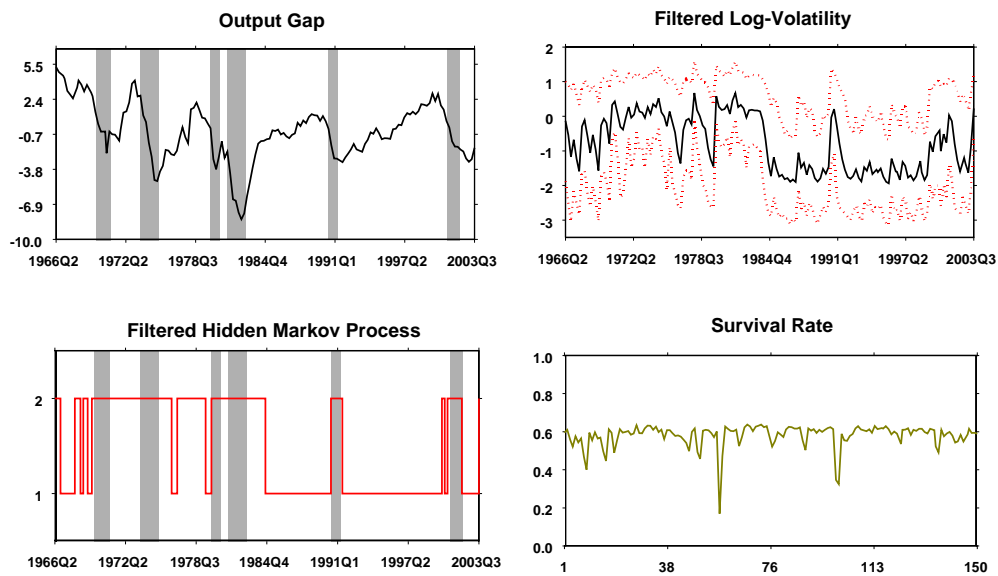 Output Gap
5.5
2.4
-0.7
-3.8
-6.9
-10.0
1966Q2 1972Q2 1978Q3 1984Q4 1991Q1 1997Q2 2003Q3
Filtered Log-Volatility
2
1
0
-1
-2
-3
1966Q2 1972Q2 1978Q3 1984Q4 1991Q1 1997Q2 2003Q3
Filtered Hidden Markov Process
2
1
1966Q2 1972Q2 1978Q3 1984Q4 1991Q1 1997Q2 2003Q3
Survival Rate
1.0
0.8
0.6
0.4
0.2
0.0
1 38 76 113 150